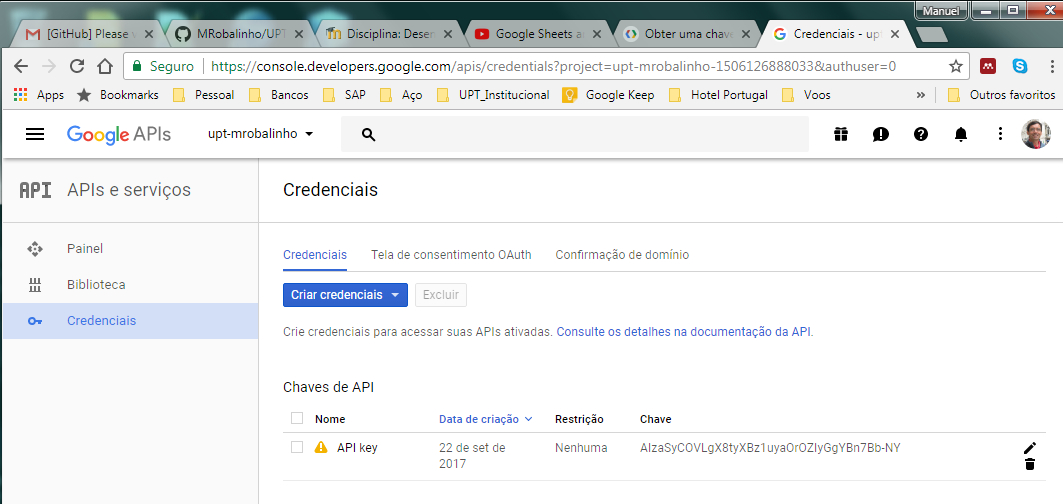 Manuel
[GitHub] Please v
MRobalinho/UPT
Disciplina: Desen
Google Sheets a
Obter uma chave
Credenciais - upt
Seguro https://console.developers.google.com/apis/credentials?project=upt-mrobalinho-1506126888033&authuser=0
Apps Bookmarks Pessoal Bancos SAP Aço UPT_Institucional Google Keep Hotel Portugal Voos » Outros favoritos
Google APIs upt-mrobalinho
API APIs e serviços
Credenciais
Painel
Biblioteca
Credenciais
Credenciais Tela de consentimento OAuth Confirmação de domínio
Criar credenciais Excluir
Crie credenciais para acessar suas APIs ativadas. Consulte os detalhes na documentação da API.
Chaves de API
Nome Data de criação Restrição Chave
API key 22 de set de Nenhuma AIzaSyCOVLgX8tyXBz1uyaOrOZIyGgYBn7Bb-NY
2017